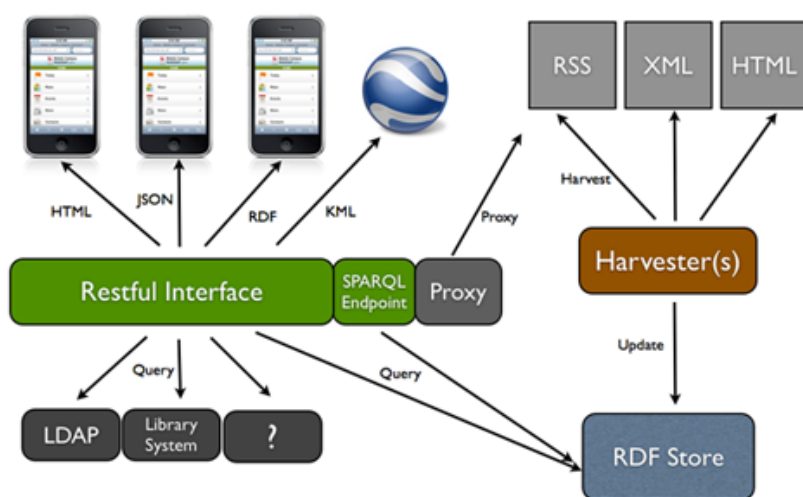 RSS
XML
HTML
HTML
JSON
RDF
KML
Proxy
Harvest
Restful Interface
SPARQL
Endpoint
Proxy
Harvester(s)
Query
Query
Update
LDAP
Library
System
?
RDF Store